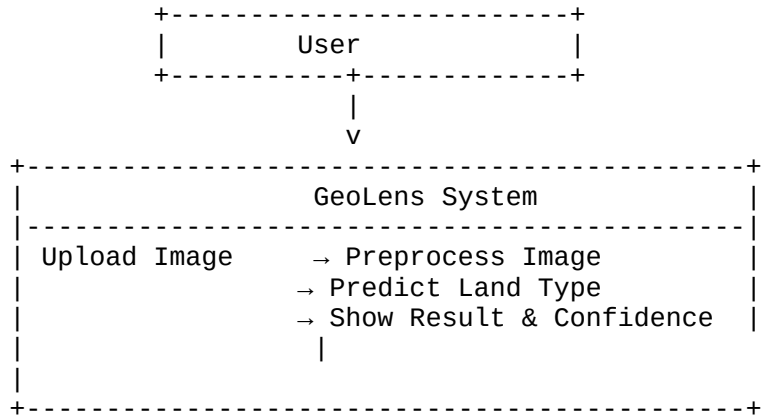 User
GeoLens System
Upload Image → Preprocess Image
→ Predict Land Type
→ Show Result & Confidence